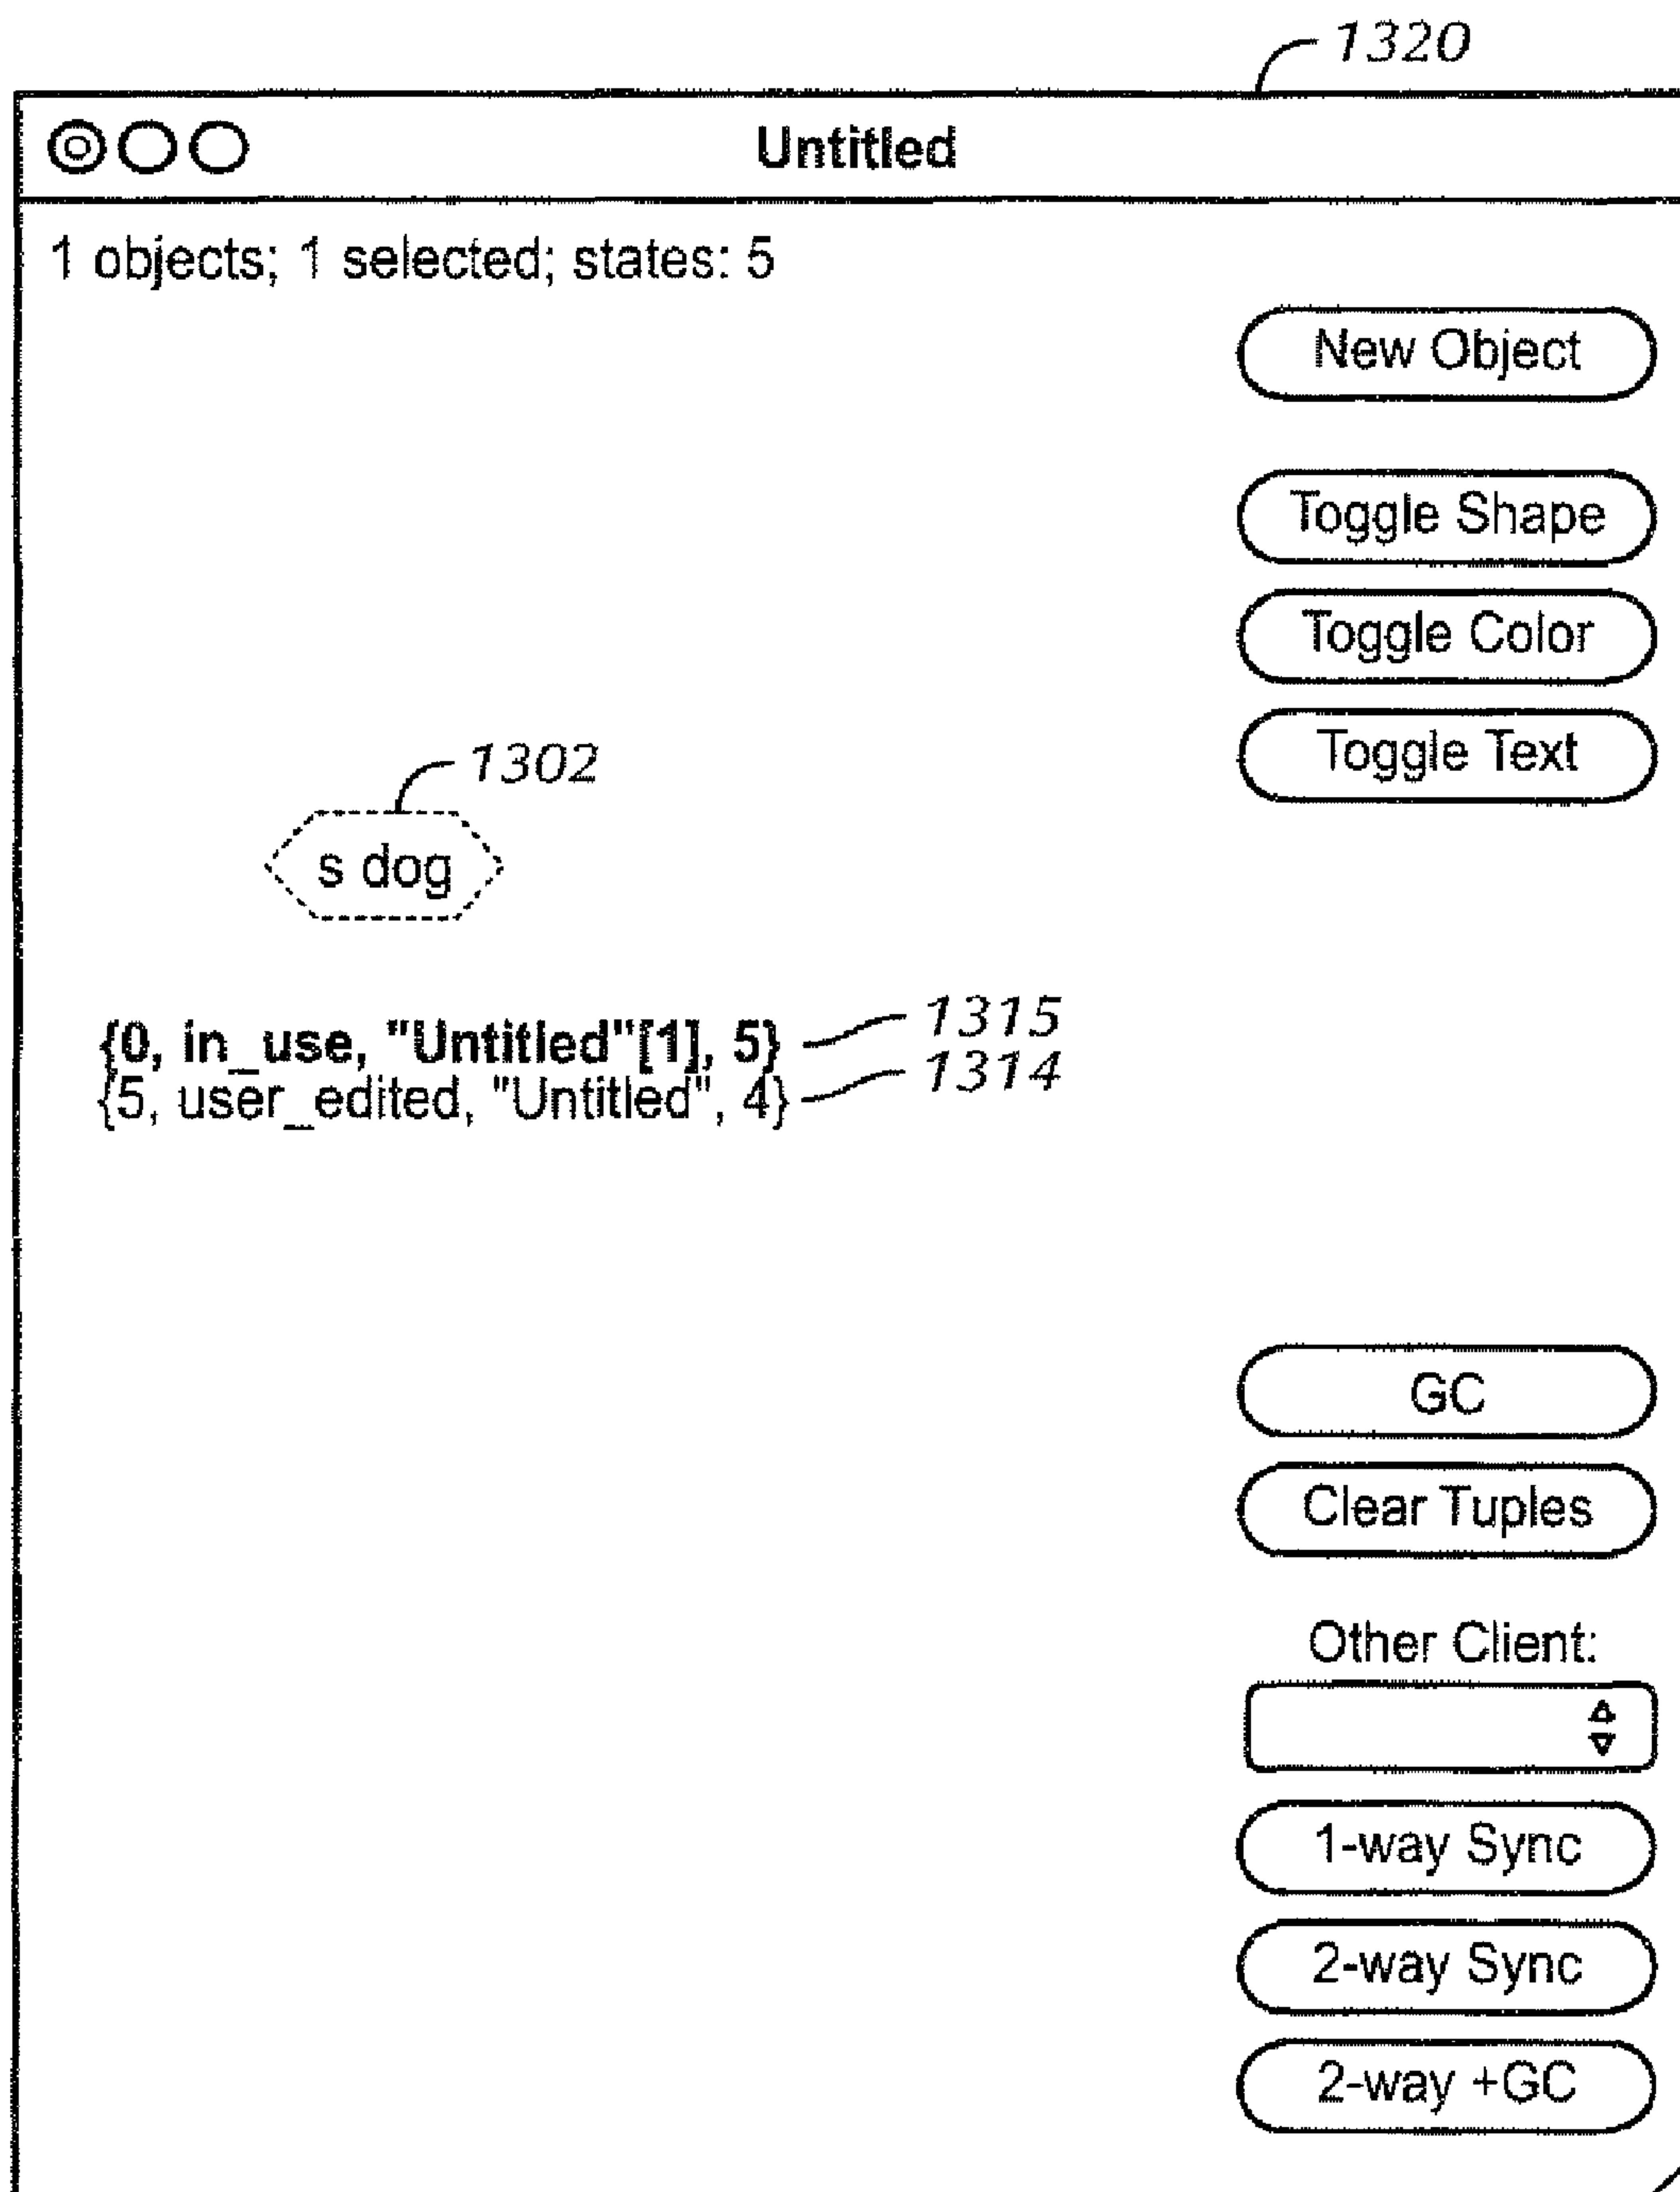 1320
Untitled
1 objects; 1 selected; states: 5
New Object
Toggle Shape
Toggle Color
Toggle Text
1302
s dog
{0, in_use, "Untitled"[1], 5} 1315
{5, user_edited, "Untitled", 4} 1314
GC
Clear Tuples
Other Client:
1-way Sync
2-way Sync
2-way +GC